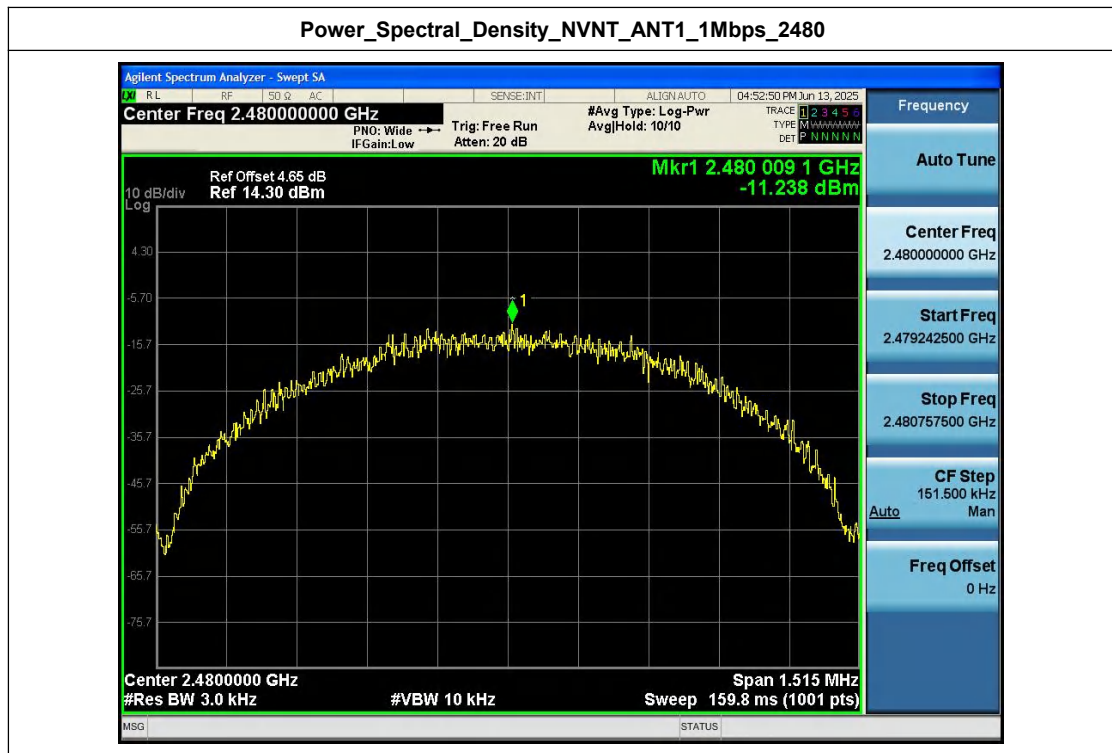 Power_Spectral_Density_NVNT_ANT1_1Mbps_2480
Agilent Spectrum Analyzer - Swept SA
LXI RL RF 50 Ω AC SENSE:INT ALIGN AUTO 04:52:50 PM Jun 13, 2025
Center Freq 2.480000000 GHz
PNO: Wide Trig: Free Run
IFGain:Low Atten: 20 dB
#Avg Type: Log-Pwr
Avg|Hold: 10/10
TRACE 1 2 3 4 5 6
TYPE M WWWWW
DET P N N N N N
Mkr1 2.480 009 1 GHz
-11.238 dBm
Ref Offset 4.65 dB
10 dB/div Ref 14.30 dBm
Log
4.30
-5.70
-15.7
-25.7
-35.7
-45.7
-55.7
-65.7
-75.7
1
Center 2.4800000 GHz Span 1.515 MHz
#Res BW 3.0 kHz #VBW 10 kHz Sweep 159.8 ms (1001 pts)
MSG STATUS
Frequency
Auto Tune
Center Freq
2.480000000 GHz
Start Freq
2.479242500 GHz
Stop Freq
2.480757500 GHz
CF Step
151.500 kHz
Auto Man
Freq Offset
0 Hz